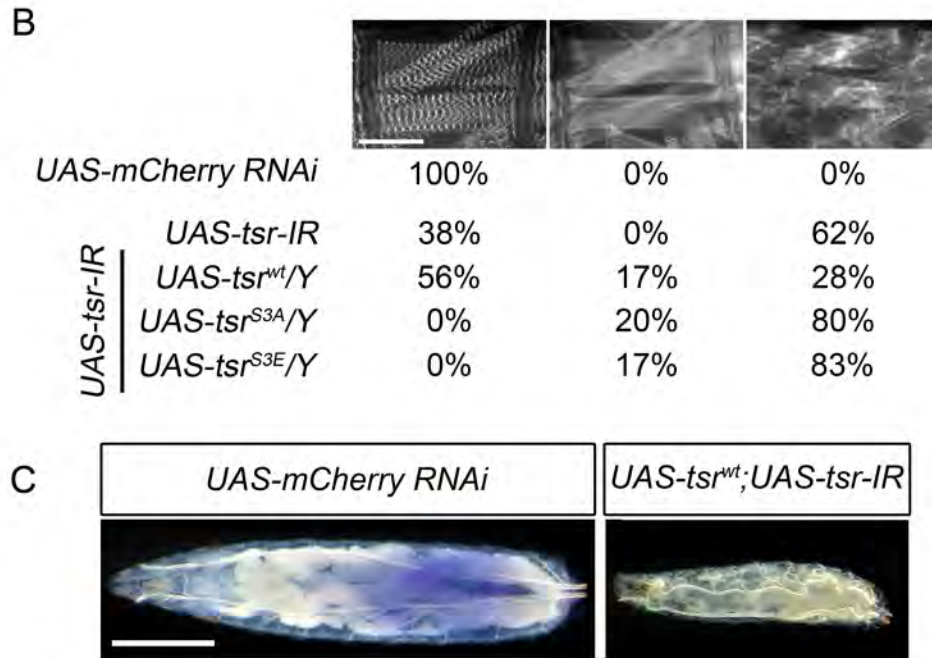 B
UAS-mCherry RNAi 100% 0% 0%
UAS-tsr-IR
UAS-tsr-IR 38% 0% 62%
UAS-tsrʷᵗ/Y 56% 17% 28%
UAS-tsrˢ³ᴬ/Y 0% 20% 80%
UAS-tsrˢ³ᴱ/Y 0% 17% 83%
C
UAS-mCherry RNAi UAS-tsrʷᵗ;UAS-tsr-IR